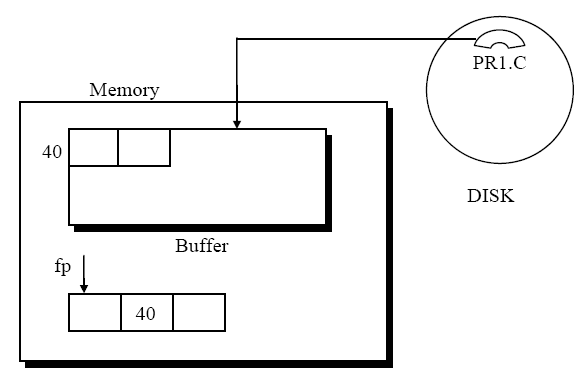 PR1.C
Memory
40
DISK
Buffer
fp
40